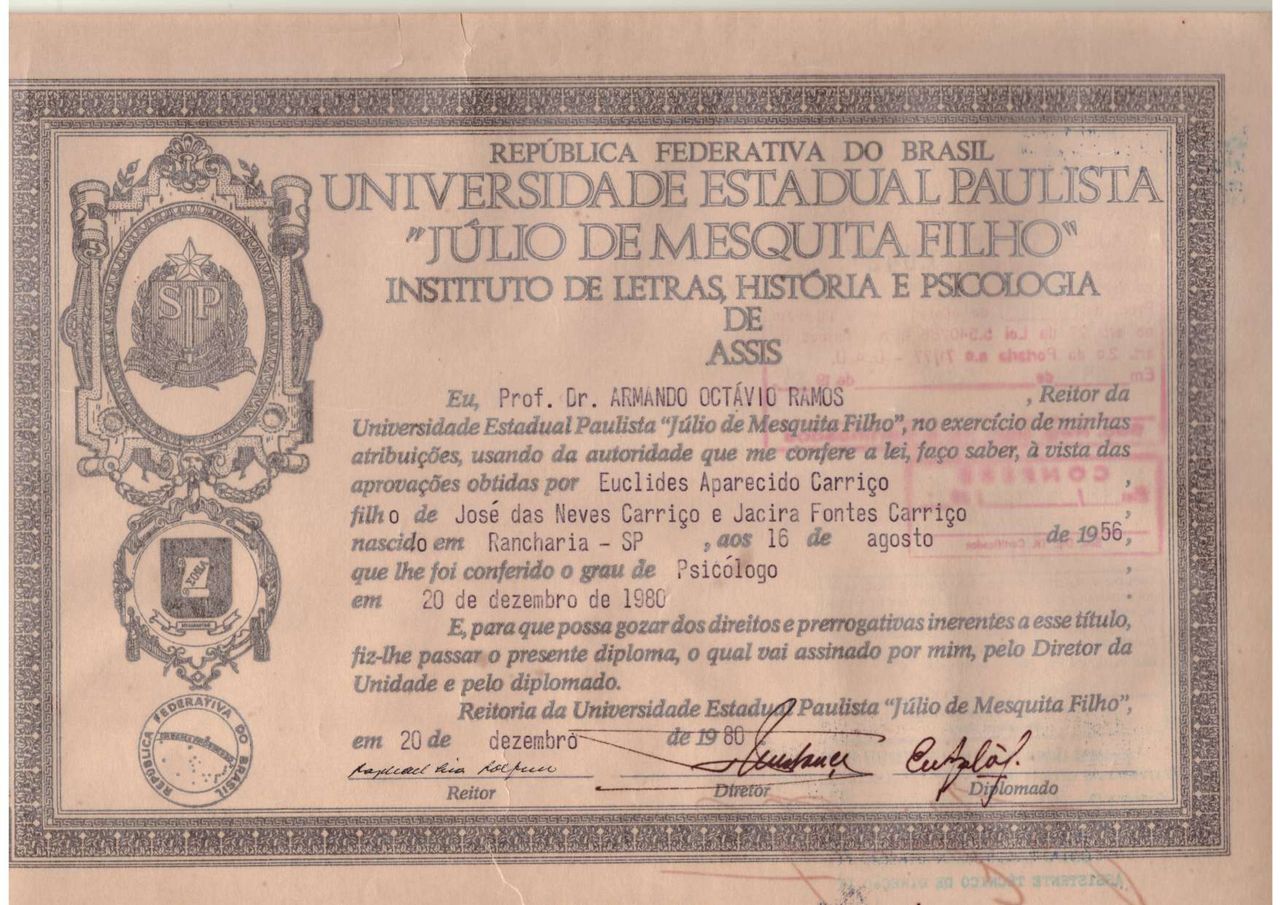 REPÚBLICA FEDERATIVA DO BRASIL
UNIVERSIDADE ESTADUAL PAULISTA
"JÚLIO DE MESQUITA FILHO"
INSTITUTO DE LETRAS, HISTÓRIA E PSICOLOGIA
DE
ASSIS
Eu, Prof. Dr. ARMANDO OCTÁVIO RAMOS, Reitor da
Universidade Estadual Paulista "Júlio de Mesquita Filho", no exercício de minhas
atribuições, usando da autoridade que me confere a lei, faço saber, à vista das
aprovações obtidas por Euclides Aparecido Carriço,
filho de José das Neves Carriço e Jacira Fontes Carriço,
nascido em Rancharia - SP, aos 16 de agosto de 1956,
que lhe foi conferido o grau de Psicólogo,
em 20 de dezembro de 1980.
E, para que possa gozar dos direitos e prerrogativas inerentes a esse título,
fiz-lhe passar o presente diploma, o qual vai assinado por mim, pelo Diretor da
Unidade e pelo diplomado.
Reitoria da Universidade Estadual Paulista "Júlio de Mesquita Filho",
em 20 de dezembro de 1980.
Reitor Diretor Diplomado
SP
REPÚBLICA FEDERATIVA DO BRASIL
CONFERE
ASSISTENTE TÉCNICO DE DIREÇÃO